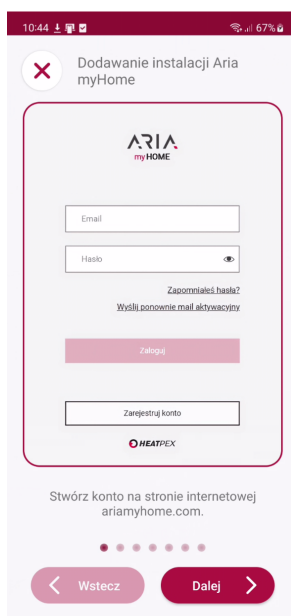 10:44
67%
Dodawanie instalacji Aria
myHome
ARIA
my HOME
Email
Hasło
Zapomniałeś hasła?
Wyślij ponownie mail aktywacyjny
Zaloguj
Zarejestruj konto
HEATPEX
Stwórz konto na stronie internetowej
ariamyhome.com.
Wstecz
Dalej